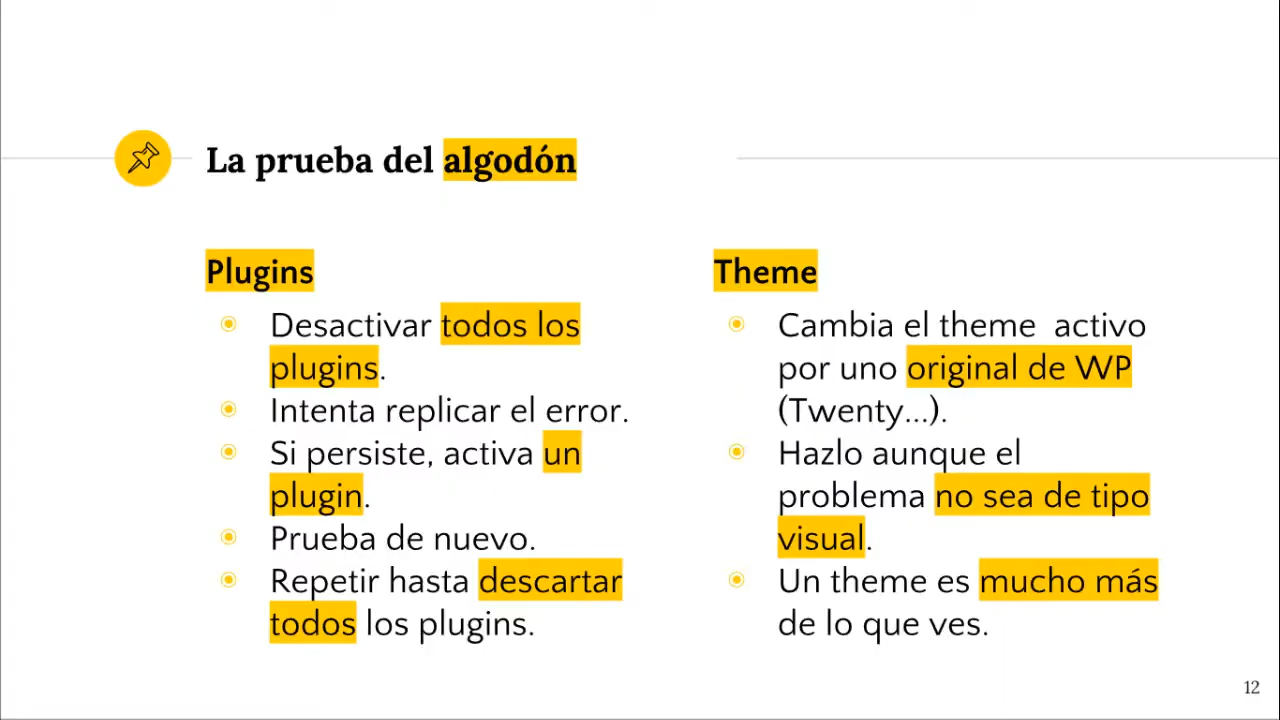 La prueba del algodón
Plugins
Desactivar todos los
plugins.
Intenta replicar el error.
Si persiste, activa un
plugin.
Prueba de nuevo.
Repetir hasta descartar
todos los plugins.
Theme
Cambia el theme  activo
por uno original de WP
(Twenty...).
Hazlo aunque el
problema no sea de tipo
visual.
Un theme es mucho más
de lo que ves.
12